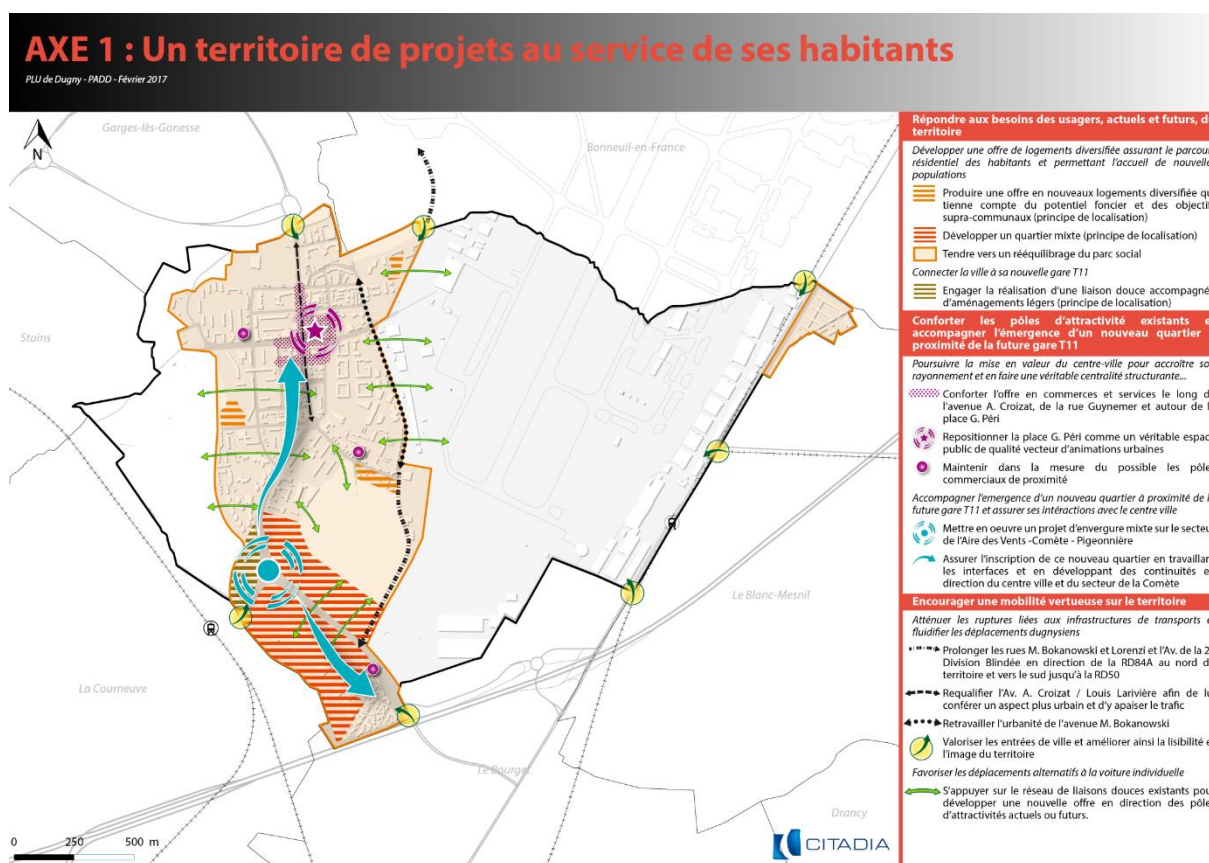 AXE 1 : Un territoire de projets au service de ses habitants
PLU de Dugny - PADD - Février 2017
N
Garges-lès-Gonesse
Bonneuil-en-France
Stains
La Courneuve
Le Blanc-Mesnil
Le Bourget
Drancy
0 250 500 m
CITADIA
Répondre aux besoins des usagers, actuels et futurs, d
territoire
Développer une offre de logements diversifiée assurant le parcour
résidentiel des habitants et permettant l'accueil de nouvelle
populations
Produire une offre en nouveaux logements diversifiée qu
tienne compte du potentiel foncier et des objectif
supra-communaux (principe de localisation)
Développer un quartier mixte (principe de localisation)
Tendre vers un rééquilibrage du parc social
Connecter la ville à sa nouvelle gare T11
Engager la réalisation d'une liaison douce accompagné
d'aménagements légers (principe de localisation)
Conforter les pôles d'attractivité existants e
accompagner l'émergence d'un nouveau quartier
proximité de la future gare T11
Poursuivre la mise en valeur du centre-ville pour accroître so
rayonnement et en faire une véritable centralité structurante...
Conforter l'offre en commerces et services le long d
l'avenue A. Croizat, de la rue Guynemer et autour de l
place G. Péri
Repositionner la place G. Péri comme un véritable espac
public de qualité vecteur d'animations urbaines
Maintenir dans la mesure du possible les pôle
commerciaux de proximité
Accompagner l'emergence d'un nouveau quartier à proximité de l
future gare T11 et assurer ses intéractions avec le centre ville
Mettre en oeuvre un projet d'envergure mixte sur le secteu
de l'Aire des Vents -Comète - Pigeonnière
Assurer l'inscription de ce nouveau quartier en travaillan
les interfaces et en développant des continuités e
direction du centre ville et du secteur de la Comète
Encourager une mobilité vertueuse sur le territoire
Atténuer les ruptures liées aux infrastructures de transports e
fluidifier les déplacements dugnysiens
Prolonger les rues M. Bokanowski et Lorenzi et l'Av. de la 2
Division Blindée en direction de la RD84A au nord d
territoire et vers le sud jusqu'à la RD50
Requalifier l'Av. A. Croizat / Louis Larivière afin de lu
conférer un aspect plus urbain et d'y apaiser le trafic
Retravailler l'urbanité de l'avenue M. Bokanowski
Valoriser les entrées de ville et améliorer ainsi la lisibilité e
l'image du territoire
Favoriser les déplacements alternatifs à la voiture individuelle
S'appuyer sur le réseau de liaisons douces existants pou
développer une nouvelle offre en direction des pôle
d'attractivités actuels ou futurs.